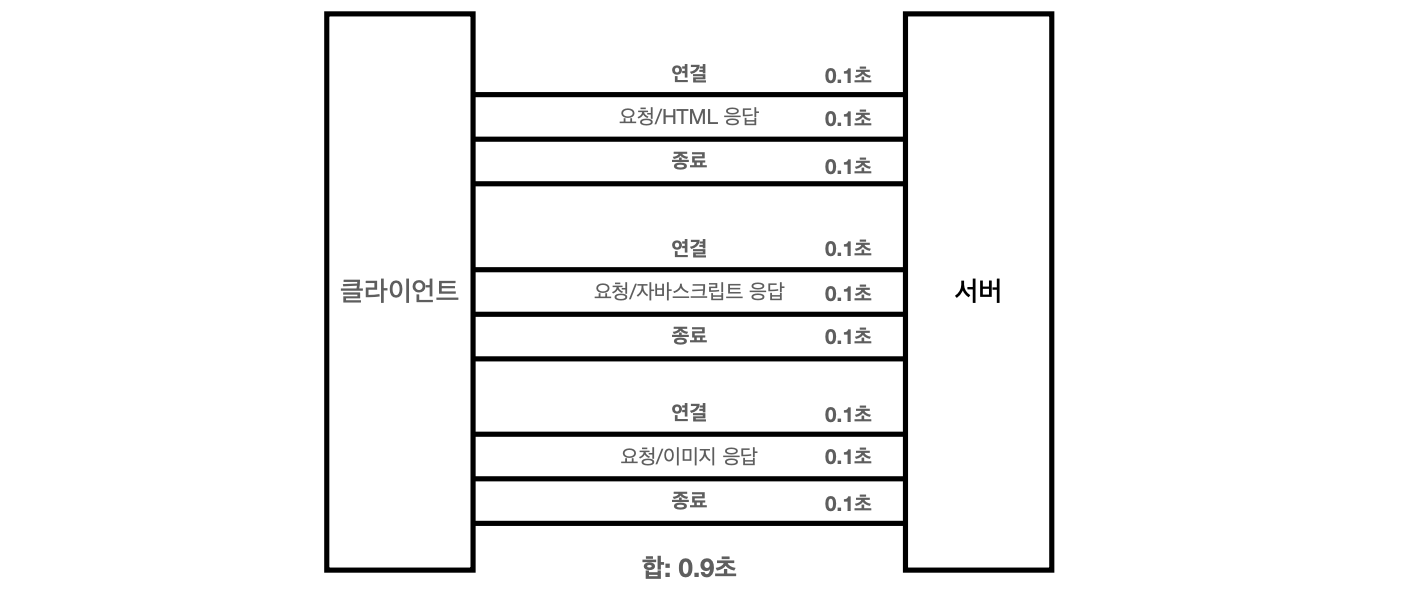 연결 0.1초
요청/HTML 응답 0.1초
종료 0.1초
연결 0.1초
클라이언트
요청/자바스크립트 응답 0.1초
서버
종료 0.1초
연결 0.1초
요청/이미지 응답 0.1초
종료 0.1초
합: 0.9초